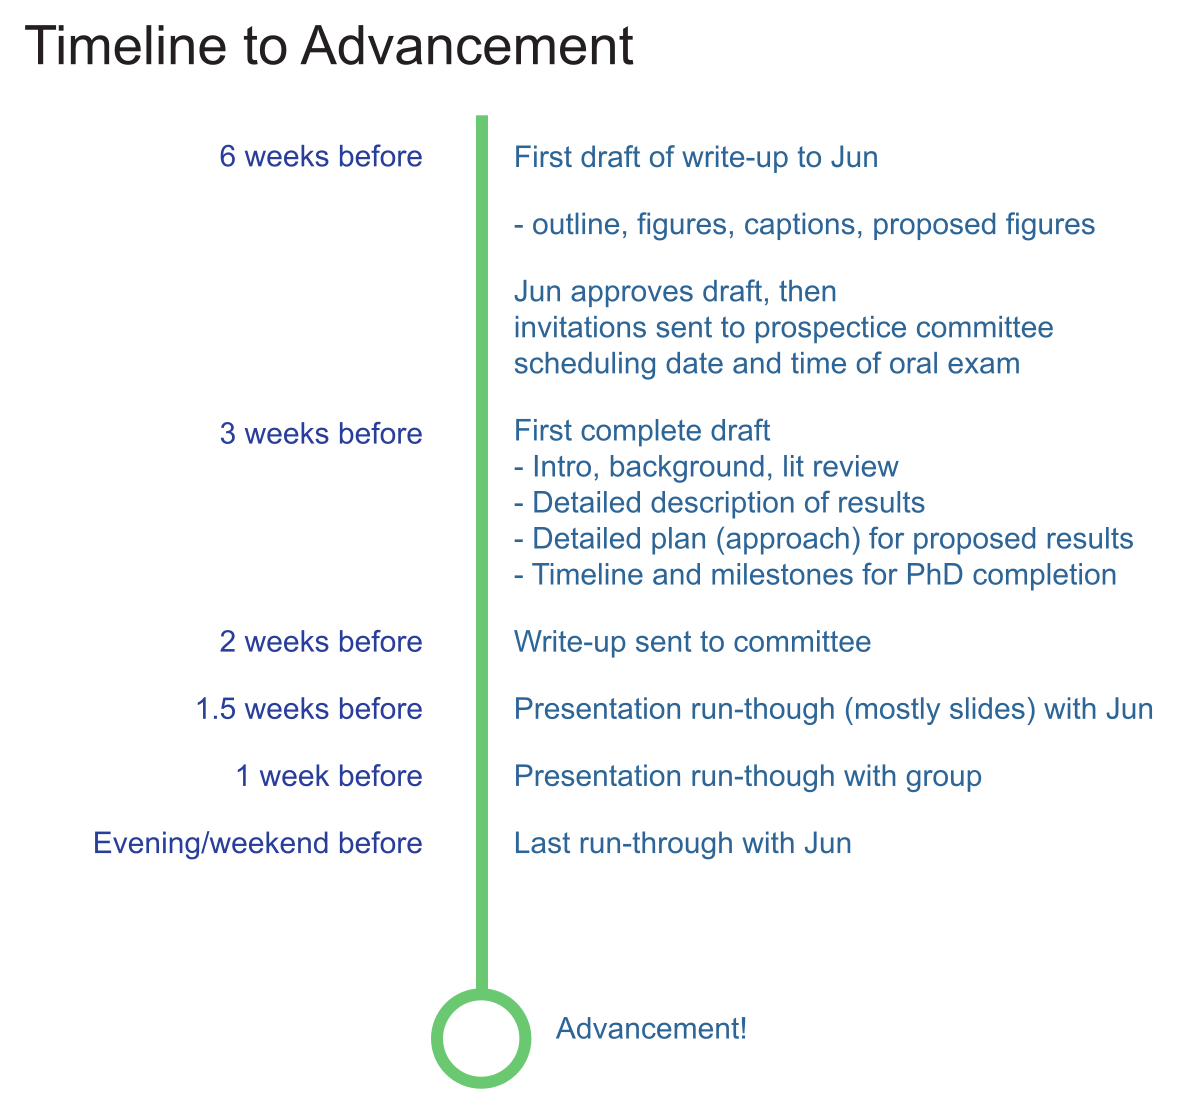 Timeline to Advancement
6 weeks before
First draft of write-up to Jun
- outline, figures, captions, proposed figures
Jun approves draft, then
invitations sent to prospectice committee
scheduling date and time of oral exam
3 weeks before
First complete draft
- Intro, background, lit review
- Detailed description of results
- Detailed plan (approach) for proposed results
- Timeline and milestones for PhD completion
2 weeks before
Write-up sent to committee
1.5 weeks before
Presentation run-though (mostly slides) with Jun
1 week before
Presentation run-though with group
Evening/weekend before
Last run-through with Jun
Advancement!